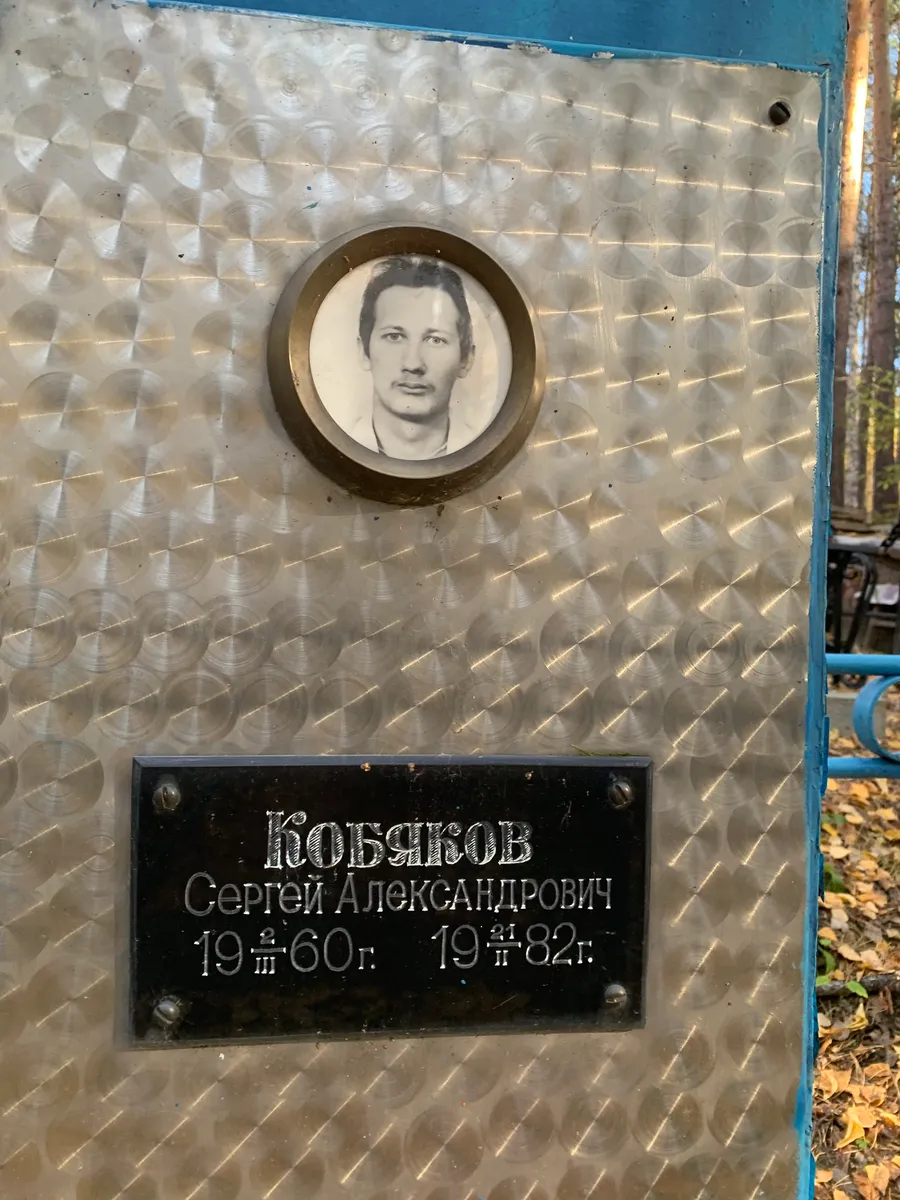 Кобяков
Сергей Александрович
19 2/III 60г. 19 21/II 82г.